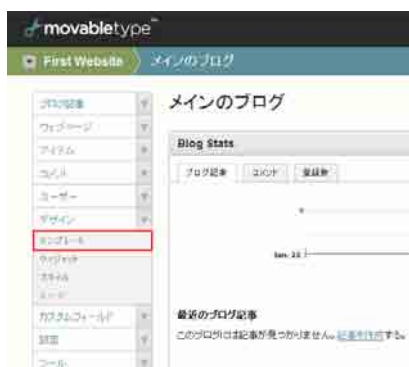 movabletype™
First Website
メインのブログ
ブログ記事
ウェブページ
アイテム
コメント
ユーザー
デザイン
テンプレート
ウィジェット
スタイル
カスタムフィールド
設定
ツール
メインのブログ
Blog Stats
ブログ記事 コメント 登録数
Jan. 23
最近のブログ記事
このブログには記事が見つかりません。記事を作成する。